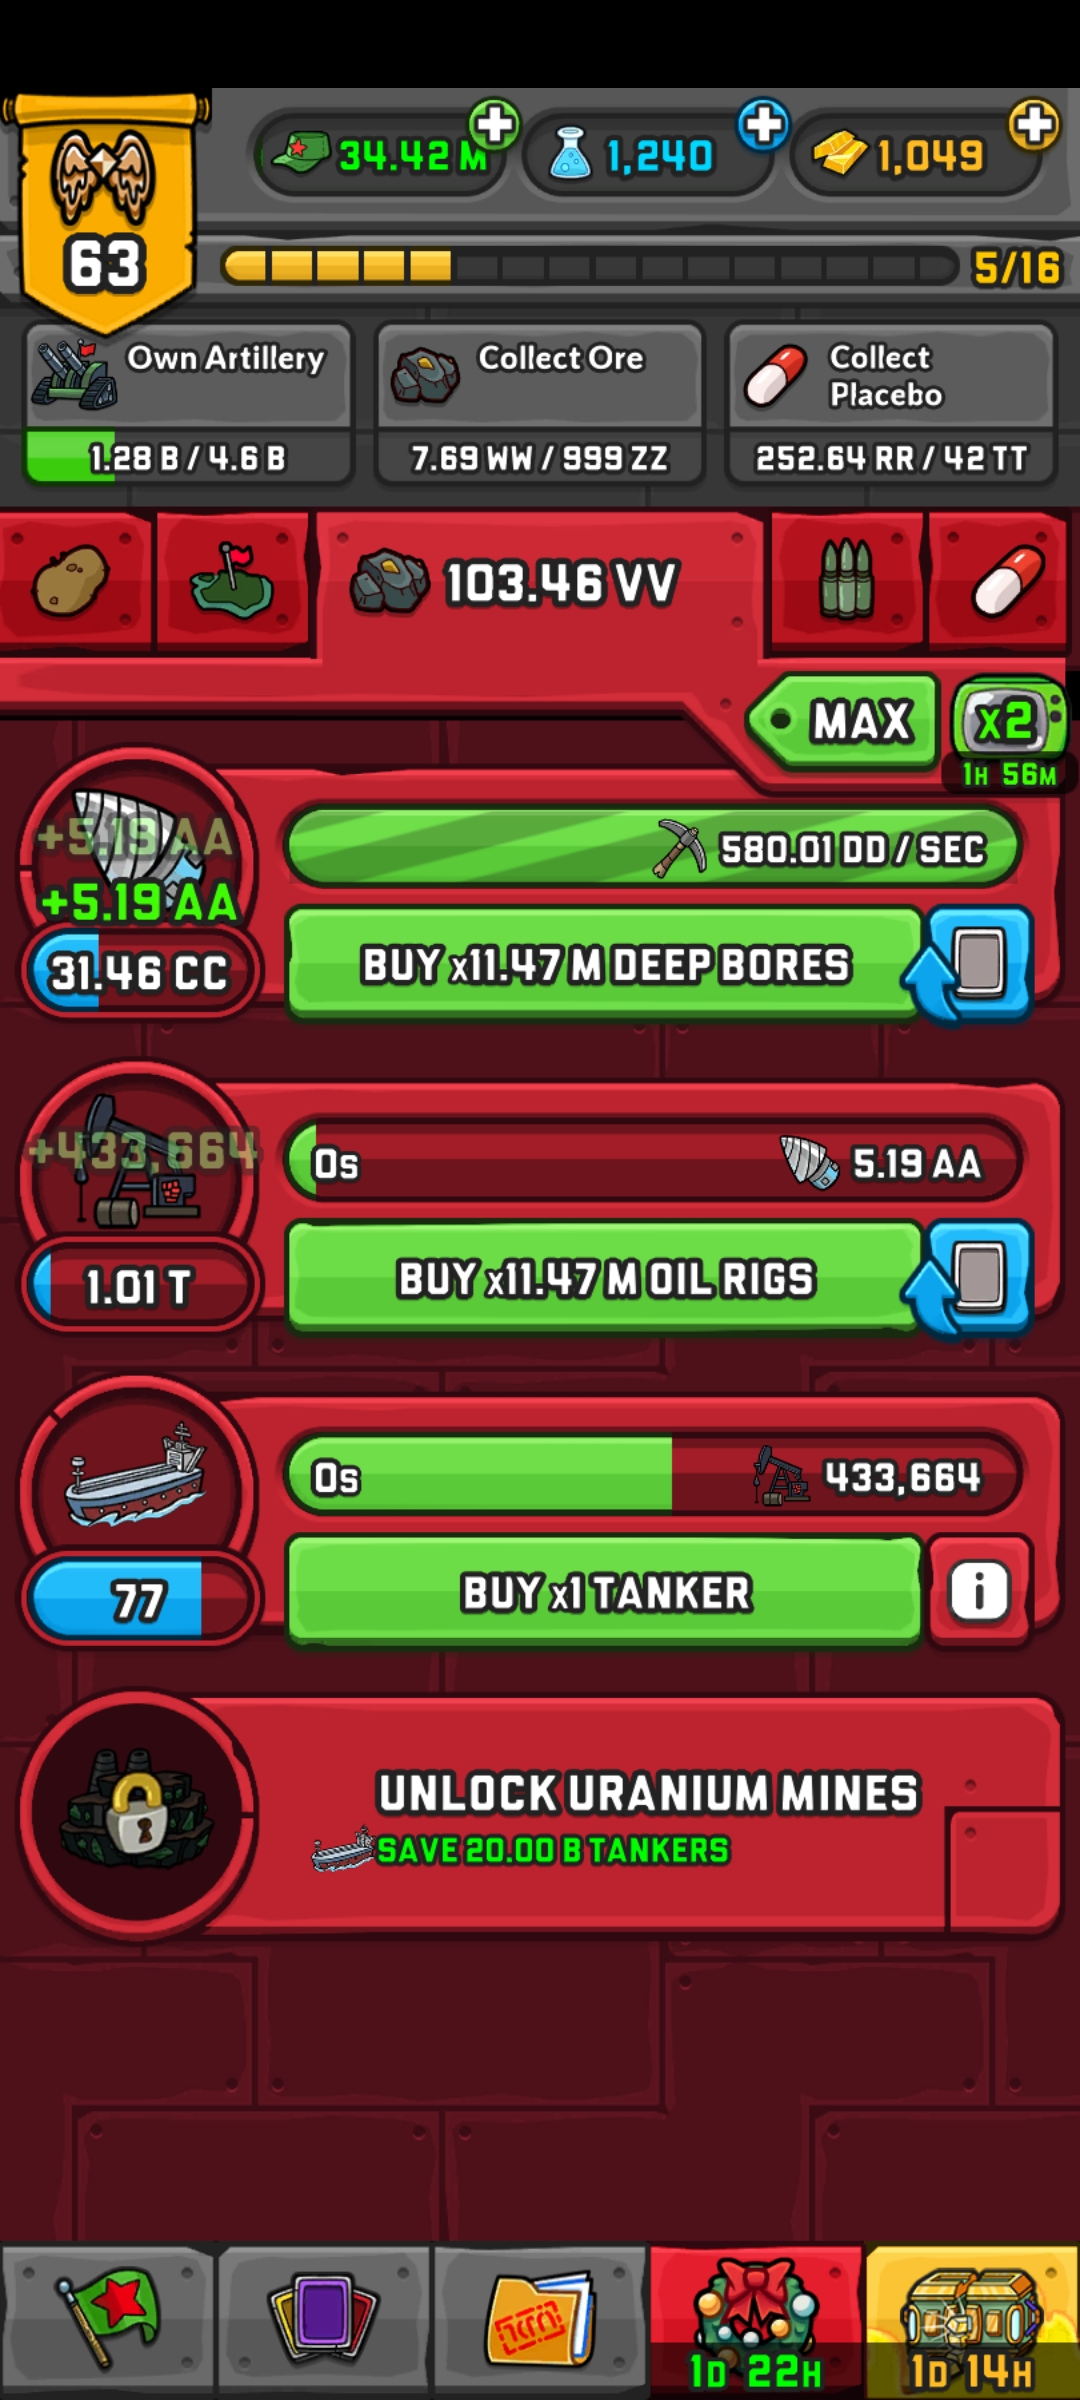 63
34.42 M
1,240
1,049
5/16
Own Artillery
1.28 B / 4.6 B
Collect Ore
7.69 WW / 999 ZZ
Collect
Placebo
252.64 RR / 42 TT
103.46 VV
MAX
x2
1H 56M
+5.19 AA
+5.19 AA
31.46 CC
580.01 DD / SEC
BUY x11.47 M DEEP BORES
+433,664
1.01 T
0s
5.19 AA
BUY x11.47 M OIL RIGS
77
0s
433,664
BUY x1 TANKER
i
UNLOCK URANIUM MINES
SAVE 20.00 B TANKERS
1D 22H
1D 14H